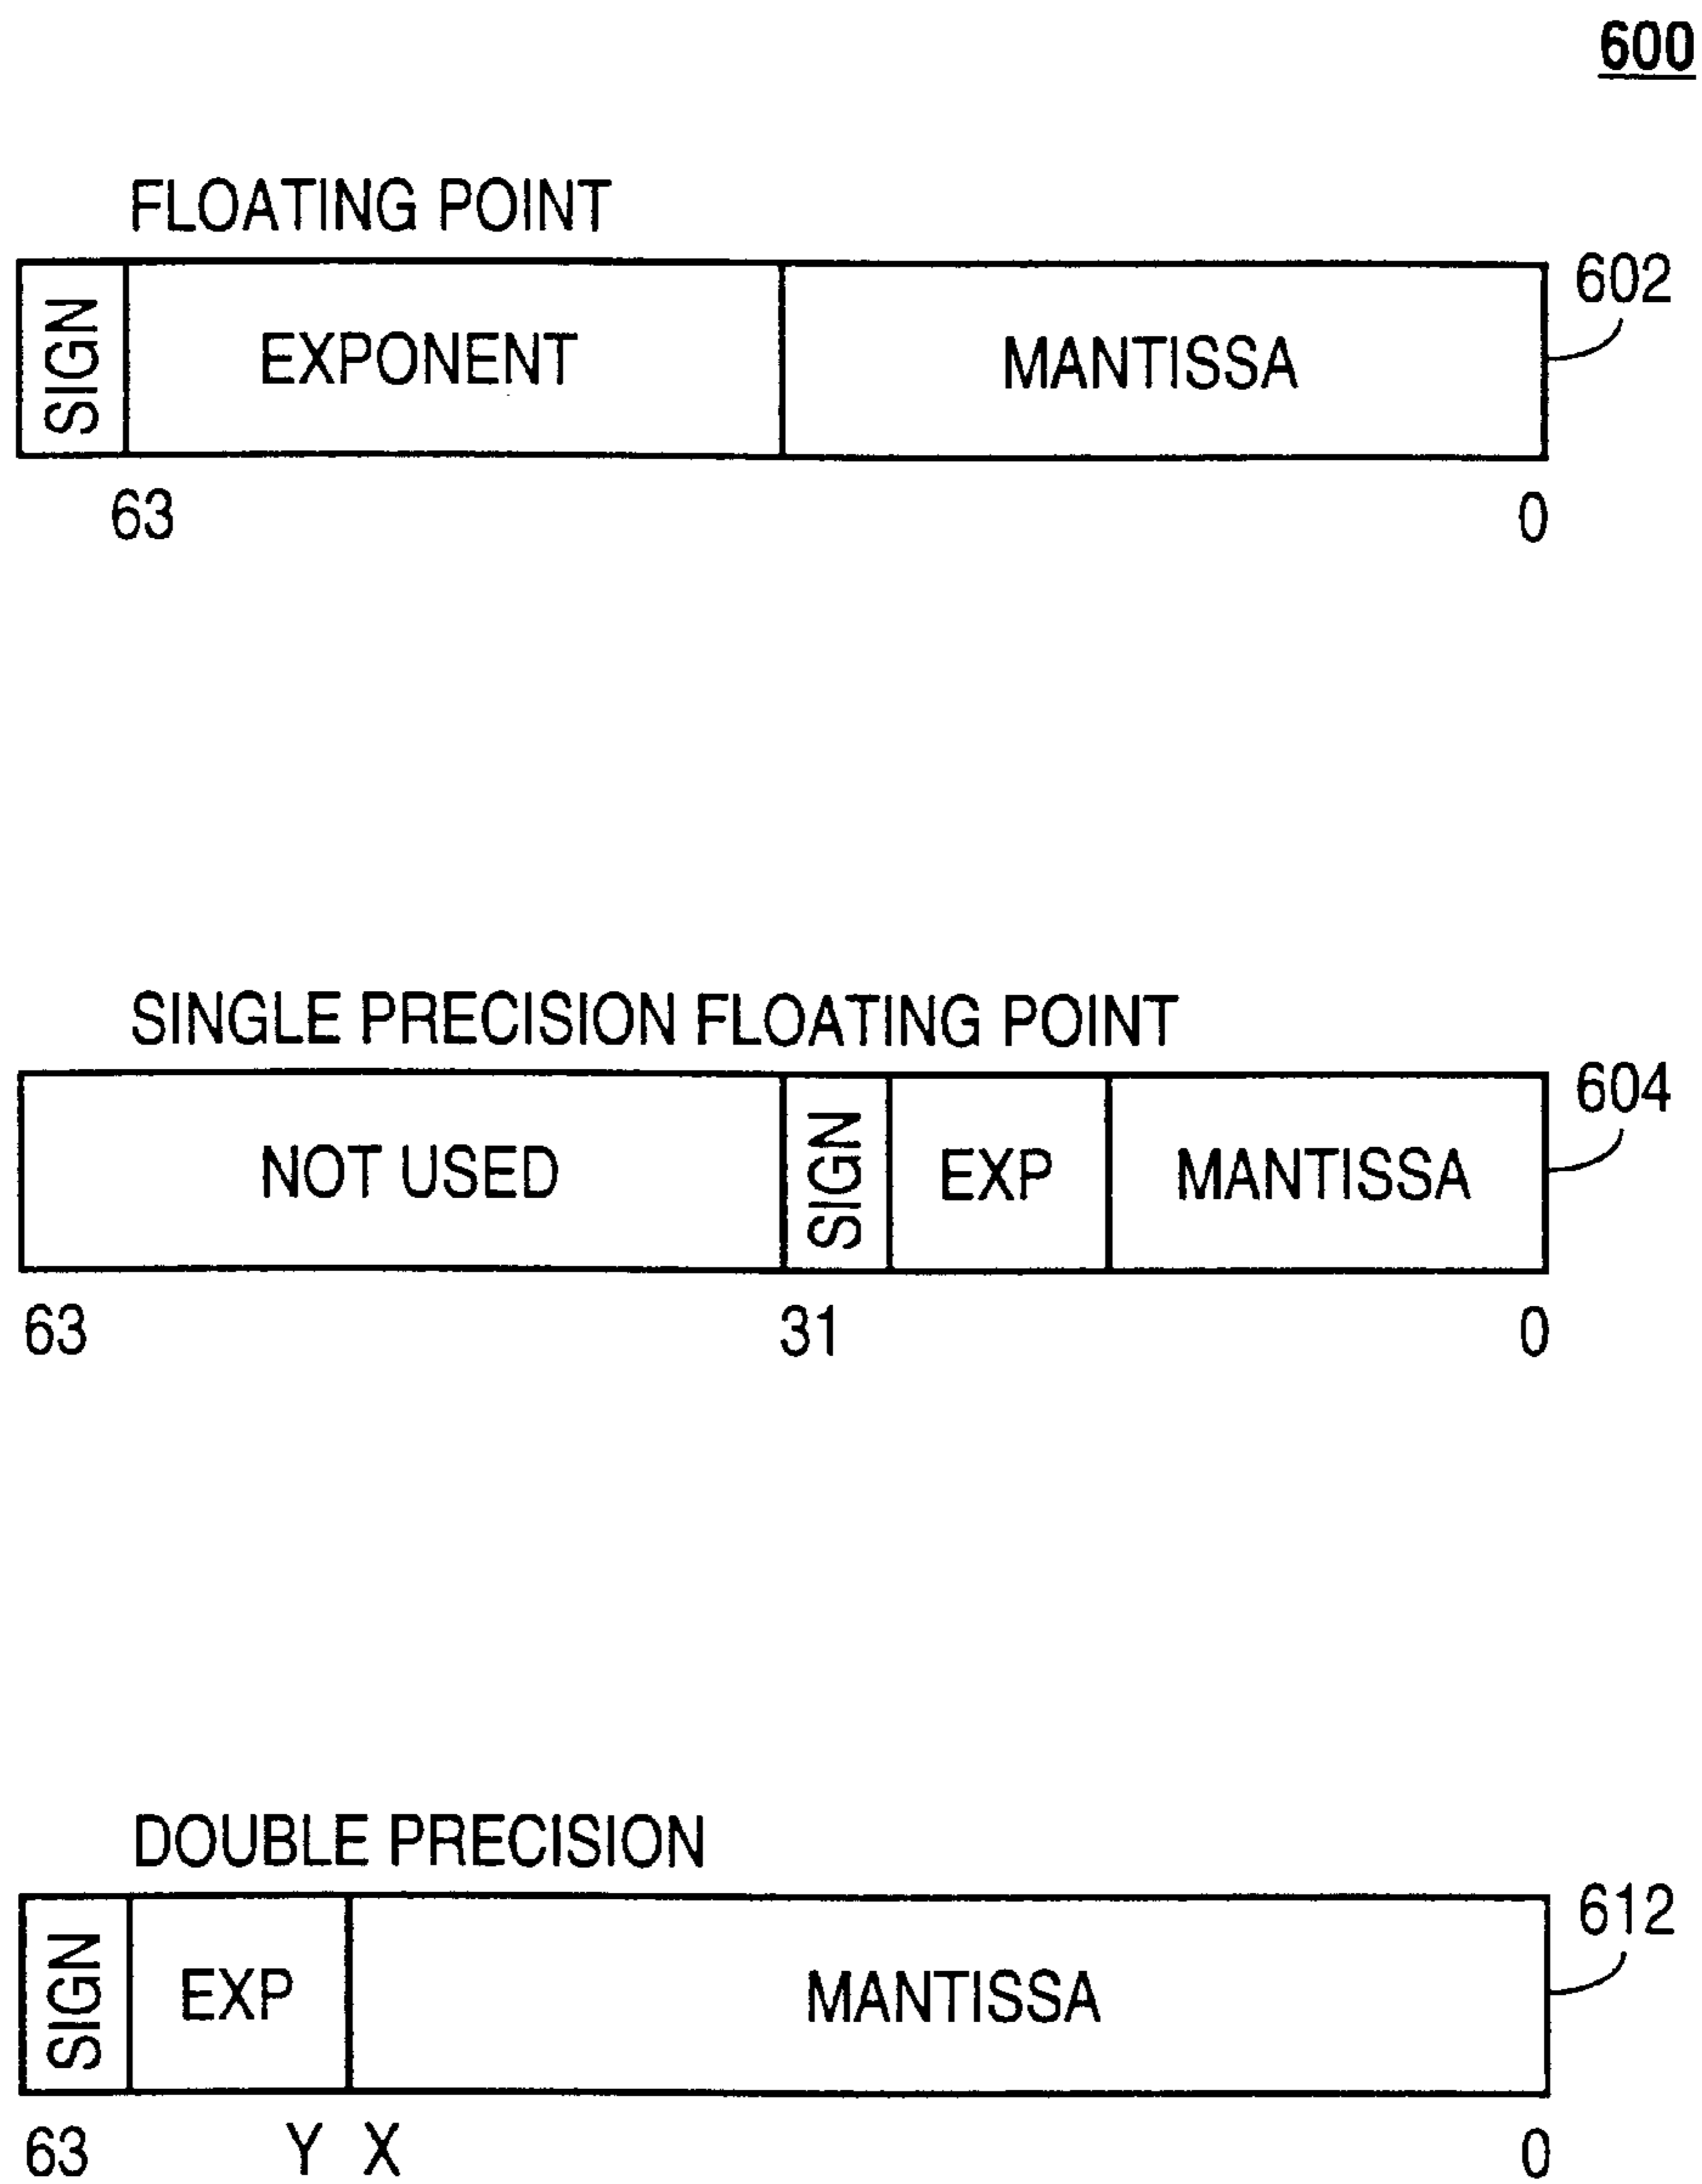 600
FLOATING POINT
SIGN EXPONENT MANTISSA 602
63 0
SINGLE PRECISION FLOATING POINT
NOT USED SIGN EXP MANTISSA 604
63 31 0
DOUBLE PRECISION
SIGN EXP MANTISSA 612
63 Y X 0